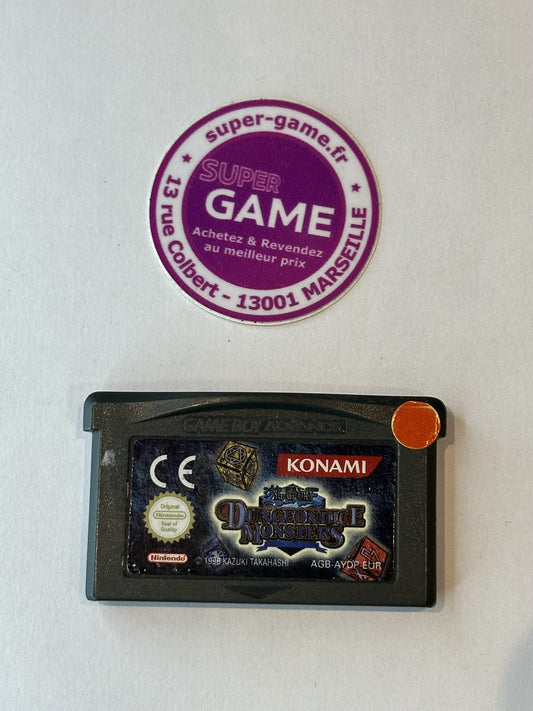 super-game.fr
SUPER
GAME
Achetez & Revendez
au meilleur prix
★ 13 rue Colbert - 13001 MARSEILLE ★
GAME BOY ADVANCE
CE
KONAMI
Original
Nintendo
Seal of
Quality
Yu-Gi-Oh!
DUNGEONDICE
MONSTERS
Nintendo
© 1996 KAZUKI TAKAHASHI
AGB-AYDP-EUR